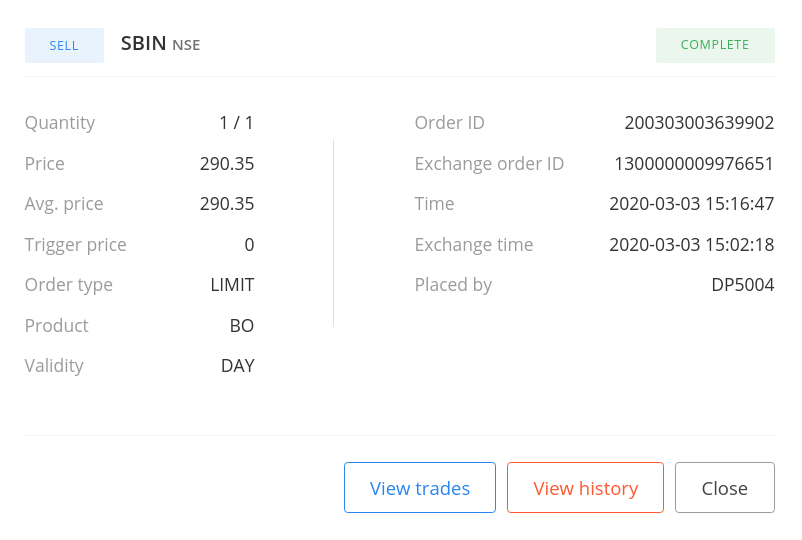 SELL SBIN NSE COMPLETE
Quantity 1 / 1
Price 290.35
Avg. price 290.35
Trigger price 0
Order type LIMIT
Product BO
Validity DAY
Order ID 200303003639902
Exchange order ID 1300000009976651
Time 2020-03-03 15:16:47
Exchange time 2020-03-03 15:02:18
Placed by DP5004
View trades View history Close